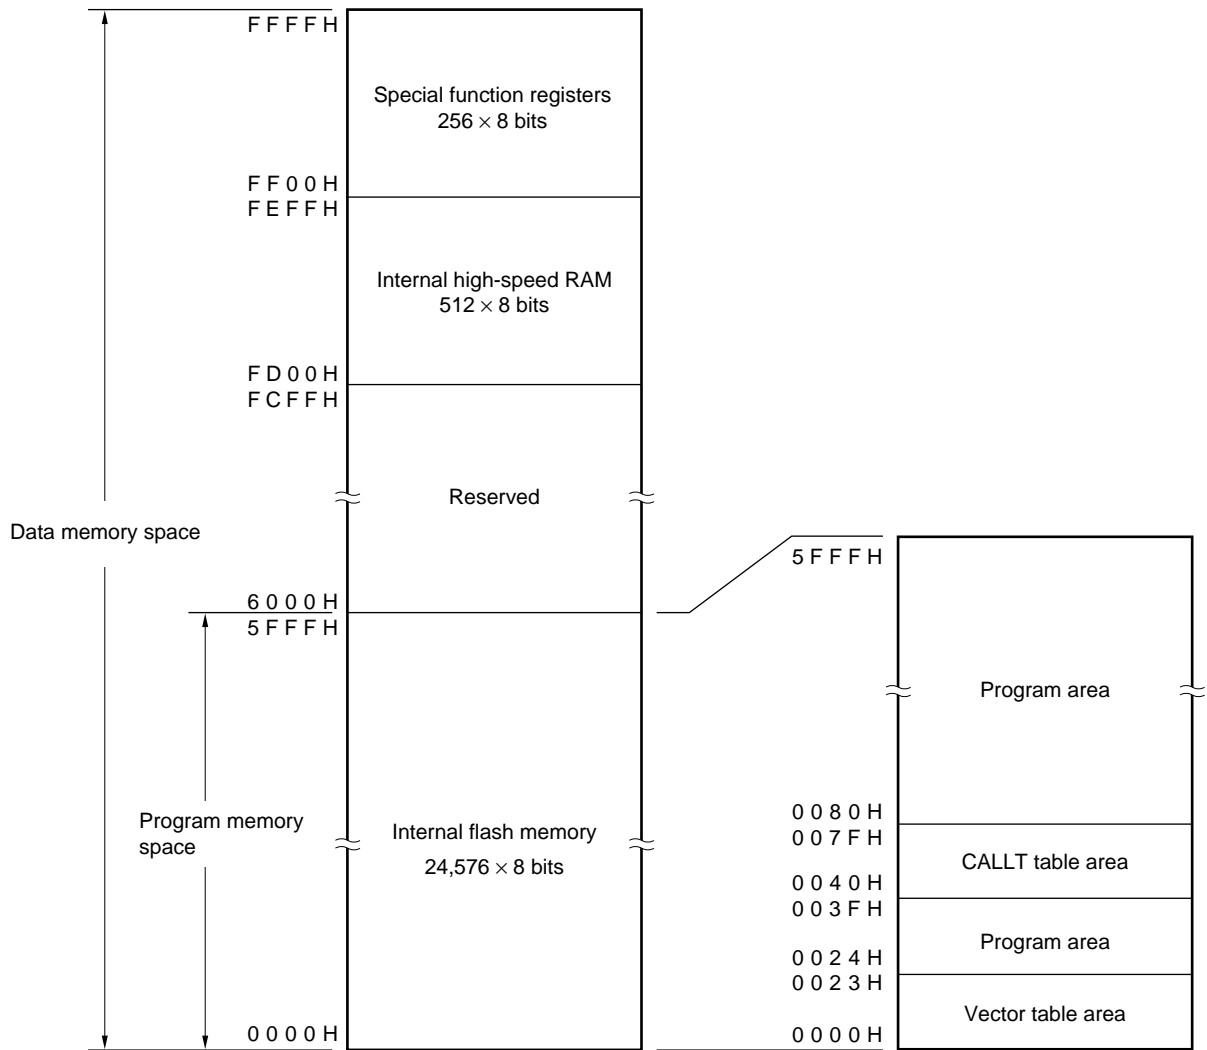 FFFFH
Special function registers
256 × 8 bits
FF00H
FEFFH
Internal high-speed RAM
512 × 8 bits
FD00H
FCFFH
Reserved
Data memory space
6000H
5FFFH
Program memory
space
Internal flash memory
24,576 × 8 bits
0000H
5FFFH
Program area
0080H
007FH
CALLT table area
0040H
003FH
Program area
0024H
0023H
Vector table area
0000H